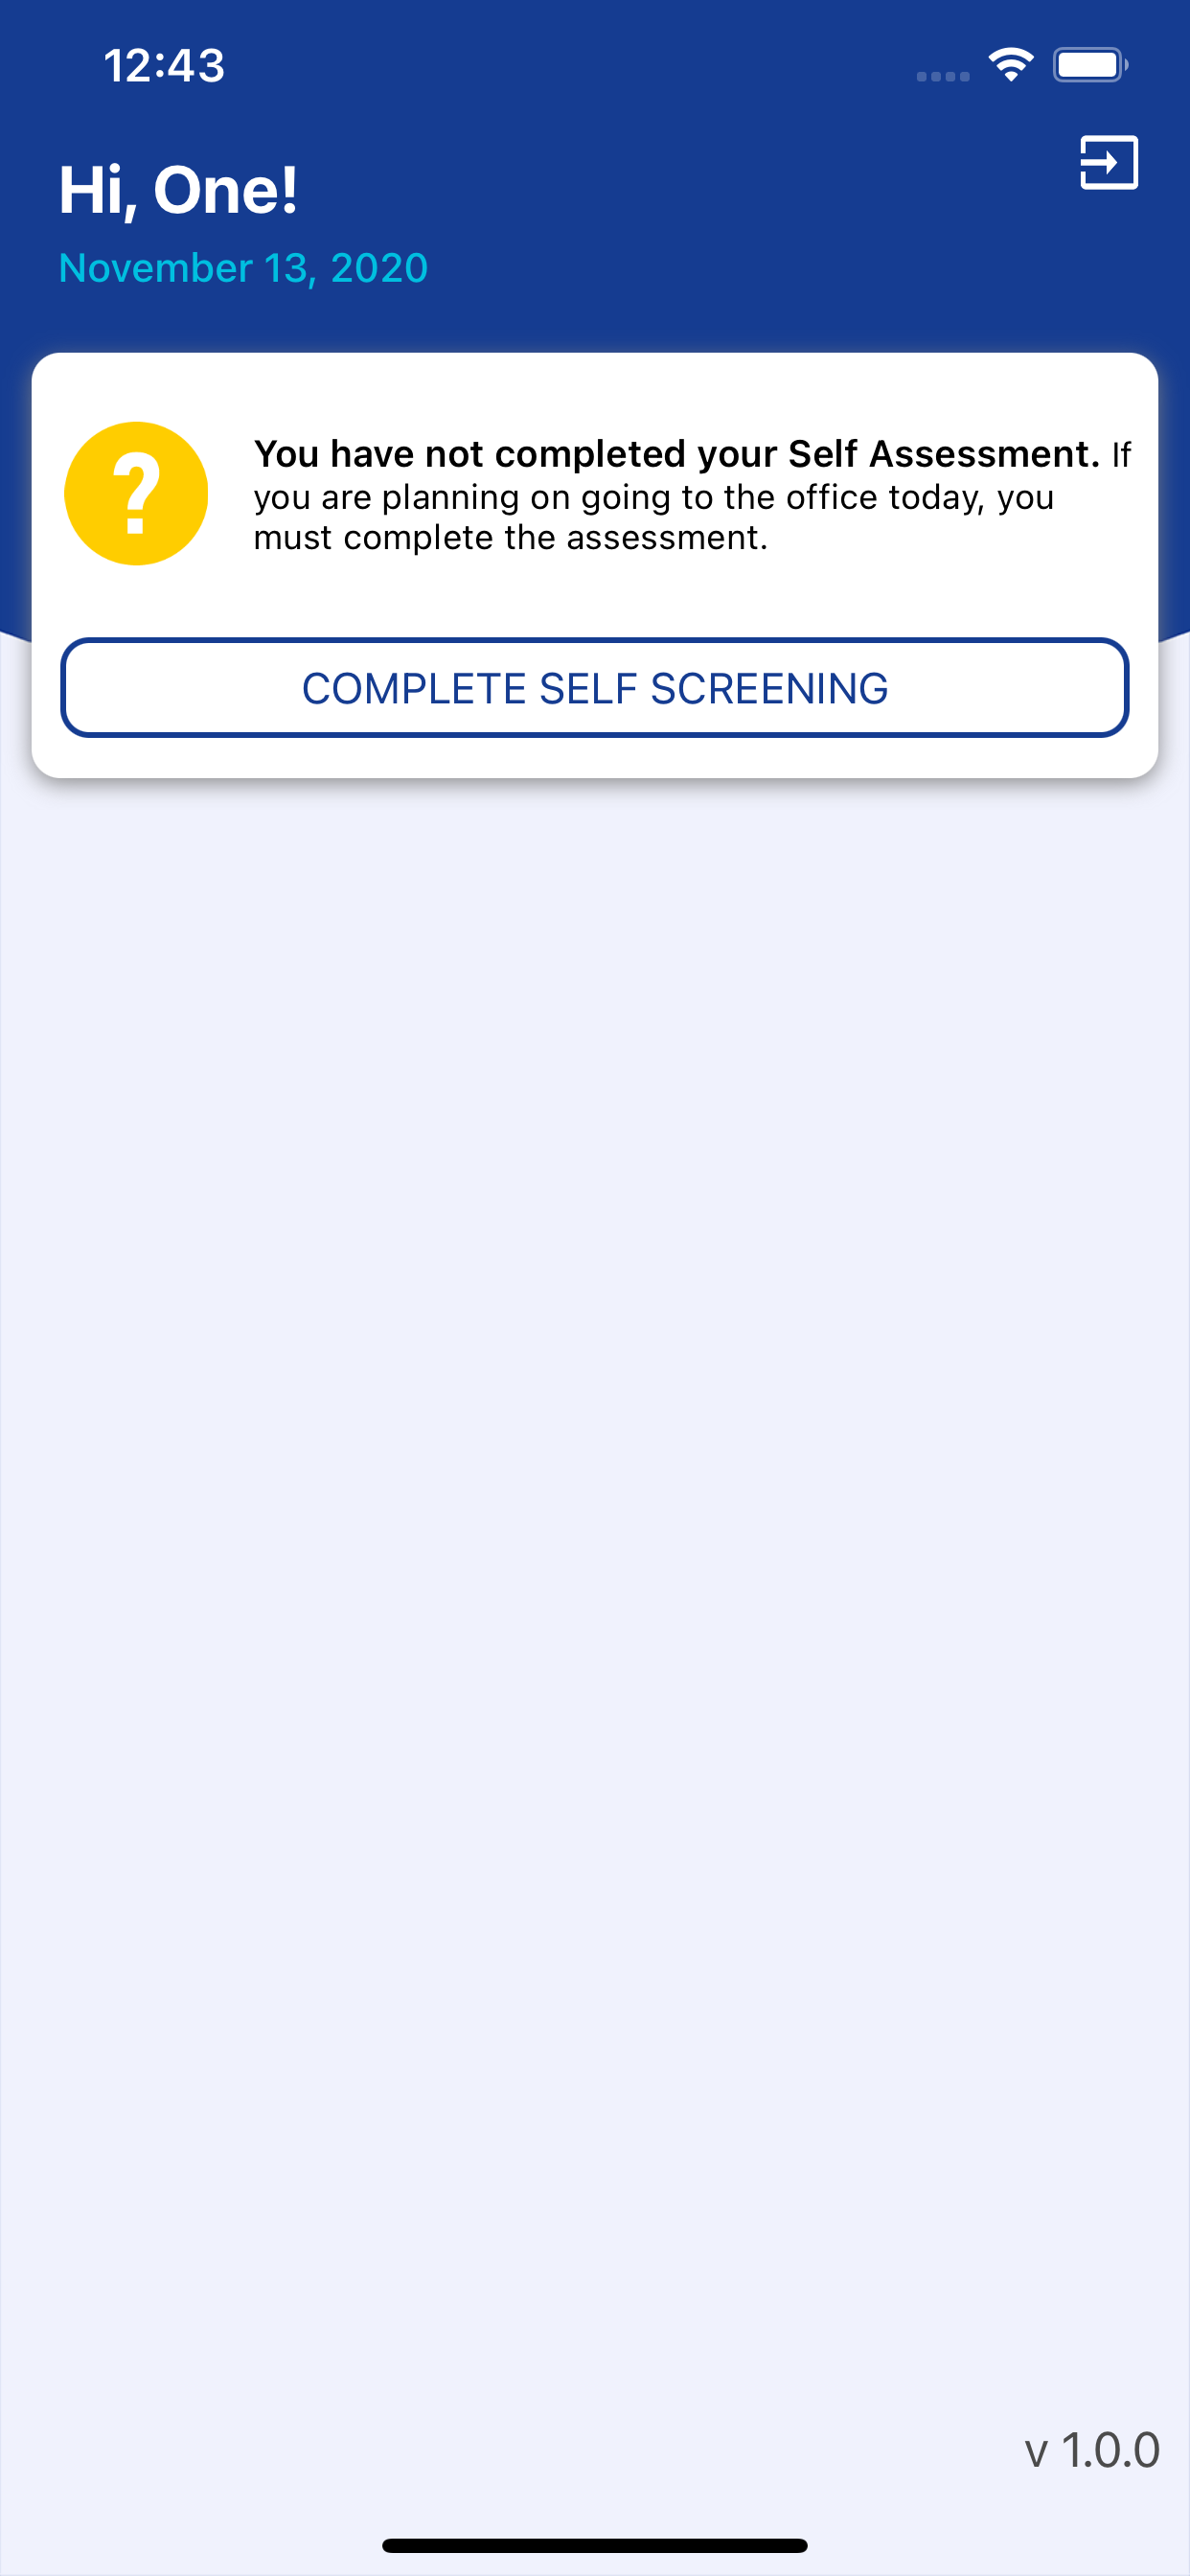 12:43
Hi, One!
November 13, 2020
?
You have not completed your Self Assessment. If
you are planning on going to the office today, you
must complete the assessment.
COMPLETE SELF SCREENING
v 1.0.0